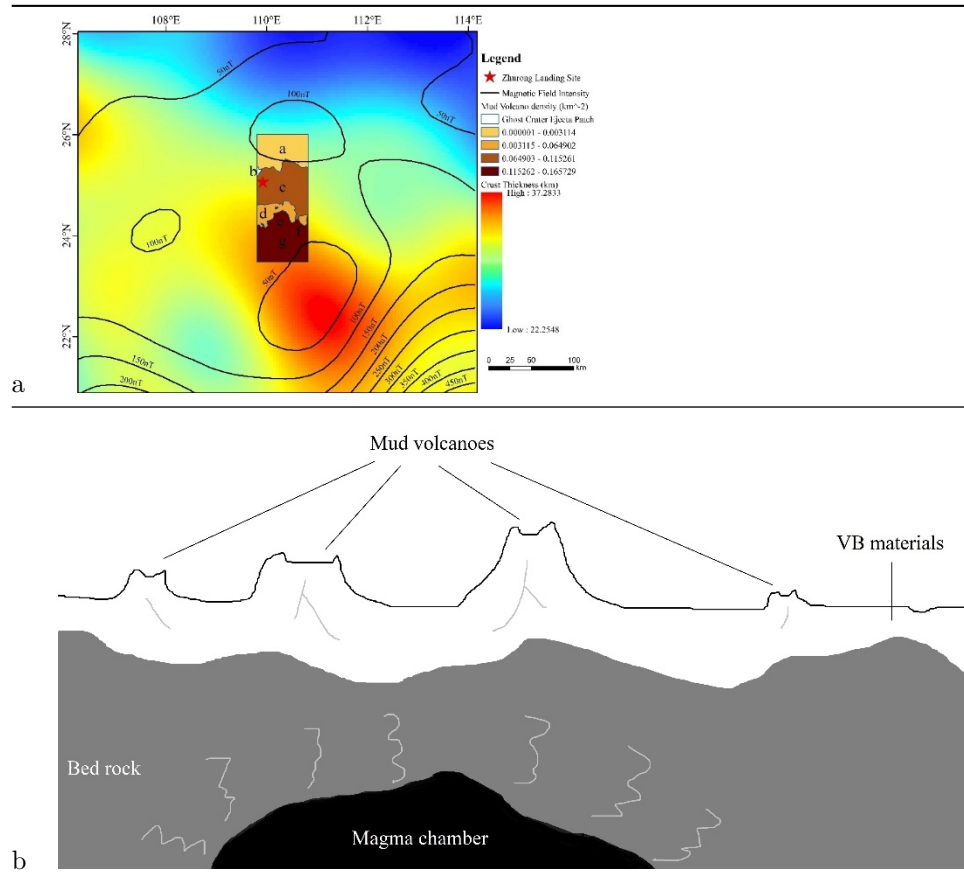 108°E 110°E 112°E 114°E
28°N
26°N
24°N
22°N
50nT
100nT
50nT
a
b
c
d
e
f
g
100nT
50nT
100nT
150nT
200nT
250nT
300nT
350nT
400nT
450nT
150nT
200nT
Legend
Zhurong Landing Site
Magnetic Field Intensity
Mud Volcano density (km^-2)
Ghost Crater Ejecta Patch
0.000001 - 0.003114
0.003115 - 0.064902
0.064903 - 0.115261
0.115262 - 0.165729
Crust Thickness (km)
High : 37.2833
Low : 22.2548
0 25 50 100
km
a
Mud volcanoes
VB materials
Bed rock
Magma chamber
b